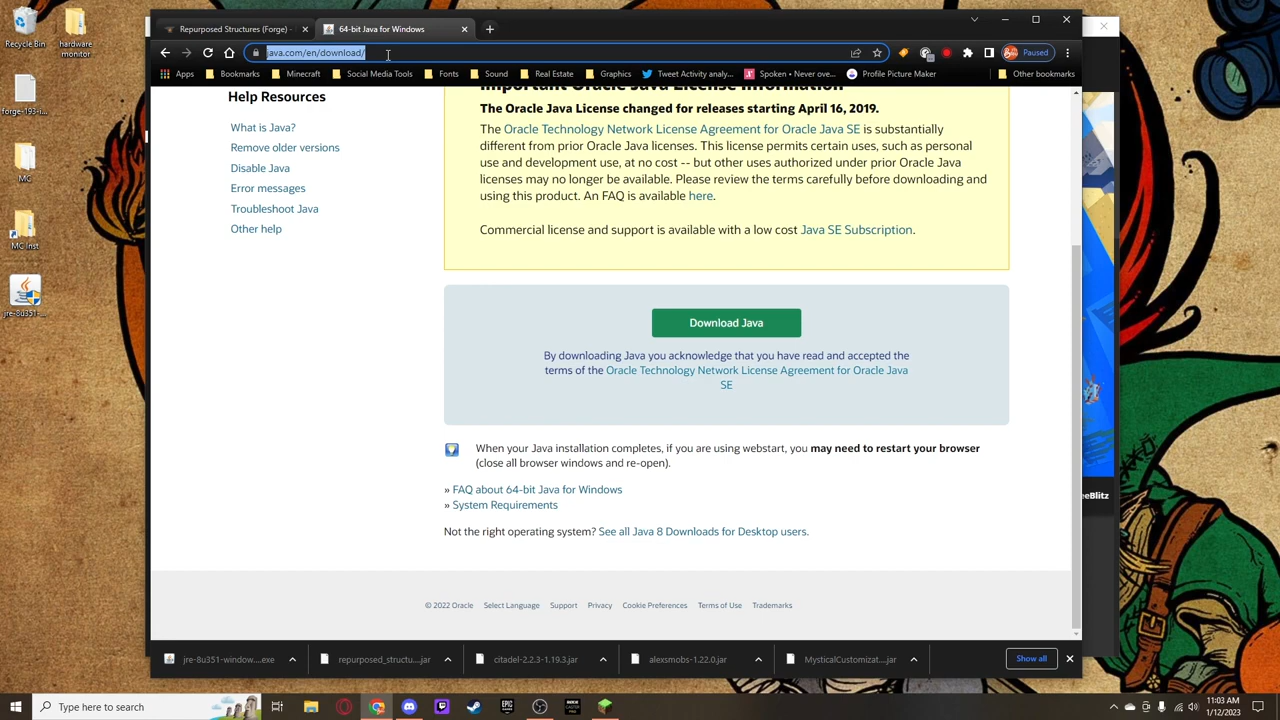 Recycle Bin
hardware
monitor
forge-193-i...
MC
MC Inst
jre-8u351-...
Repurposed Structures (Forge) -
64-bit Java for Windows
java.com/en/download/
Paused
Apps
Bookmarks
Minecraft
Social Media Tools
Fonts
Sound
Real Estate
Graphics
Tweet Activity analy...
Spoken • Never ove...
Profile Picture Maker
Other bookmarks
Help Resources
What is Java?
Remove older versions
Disable Java
Error messages
Troubleshoot Java
Other help
Important Oracle Java License Information
The Oracle Java License changed for releases starting April 16, 2019.
The Oracle Technology Network License Agreement for Oracle Java SE is substantially
different from prior Oracle Java licenses. This license permits certain uses, such as personal
use and development use, at no cost -- but other uses authorized under prior Oracle Java
licenses may no longer be available. Please review the terms carefully before downloading and
using this product. An FAQ is available here.
Commercial license and support is available with a low cost Java SE Subscription.
Download Java
By downloading Java you acknowledge that you have read and accepted the
terms of the Oracle Technology Network License Agreement for Oracle Java
SE
When your Java installation completes, if you are using webstart, you may need to restart your browser
(close all browser windows and re-open).
» FAQ about 64-bit Java for Windows
» System Requirements
Not the right operating system? See all Java 8 Downloads for Desktop users.
© 2022 Oracle
Select Language
Support
Privacy
Cookie Preferences
Terms of Use
Trademarks
eeBlitz
jre-8u351-window....exe
repurposed_structu....jar
citadel-2.2.3-1.19.3.jar
alexsmobs-1.22.0.jar
MysticalCustomizat....jar
Show all
Type here to search
EPIC
11:03 AM
1/12/2023